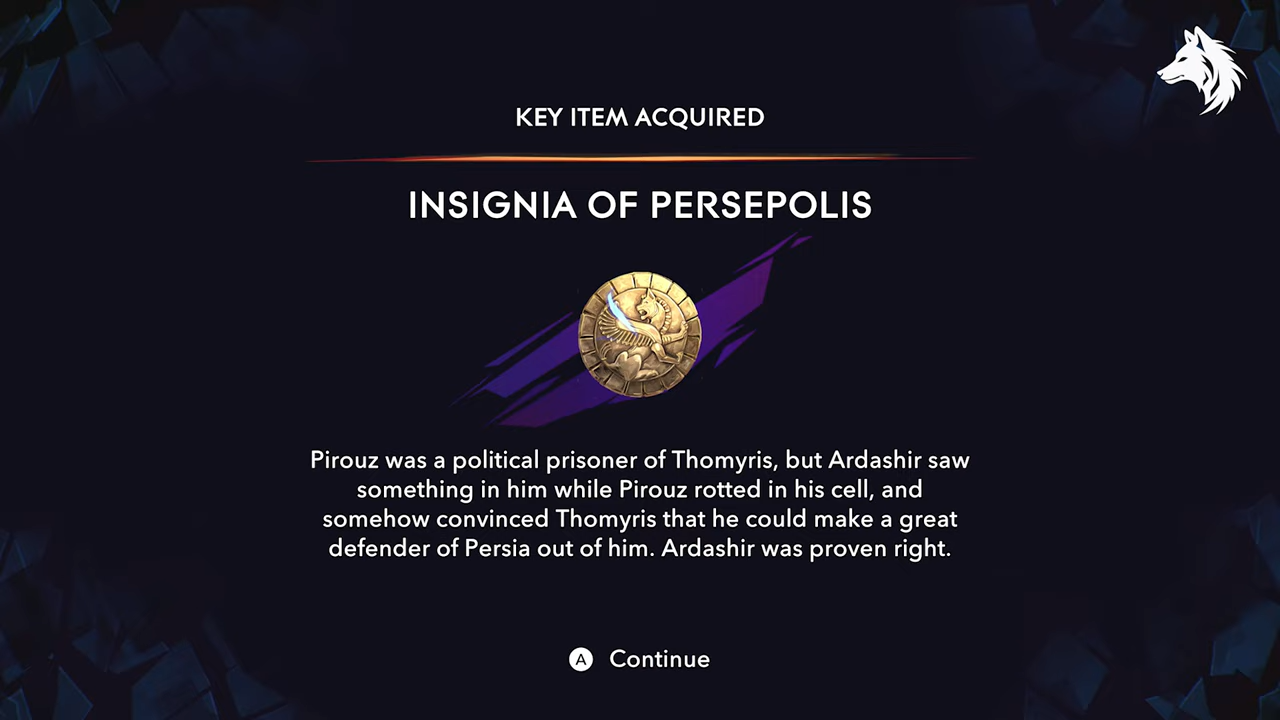 KEY ITEM ACQUIRED
INSIGNIA OF PERSEPOLIS
Pirouz was a political prisoner of Thomyris, but Ardashir saw
something in him while Pirouz rotted in his cell, and
somehow convinced Thomyris that he could make a great
defender of Persia out of him. Ardashir was proven right.
A Continue